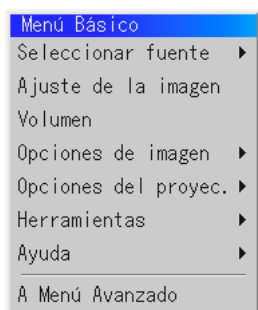 Menú Básico
Seleccionar fuente
Ajuste de la imagen
Volumen
Opciones de imagen
Opciones del proyec.
Herramientas
Ayuda
A Menú Avanzado